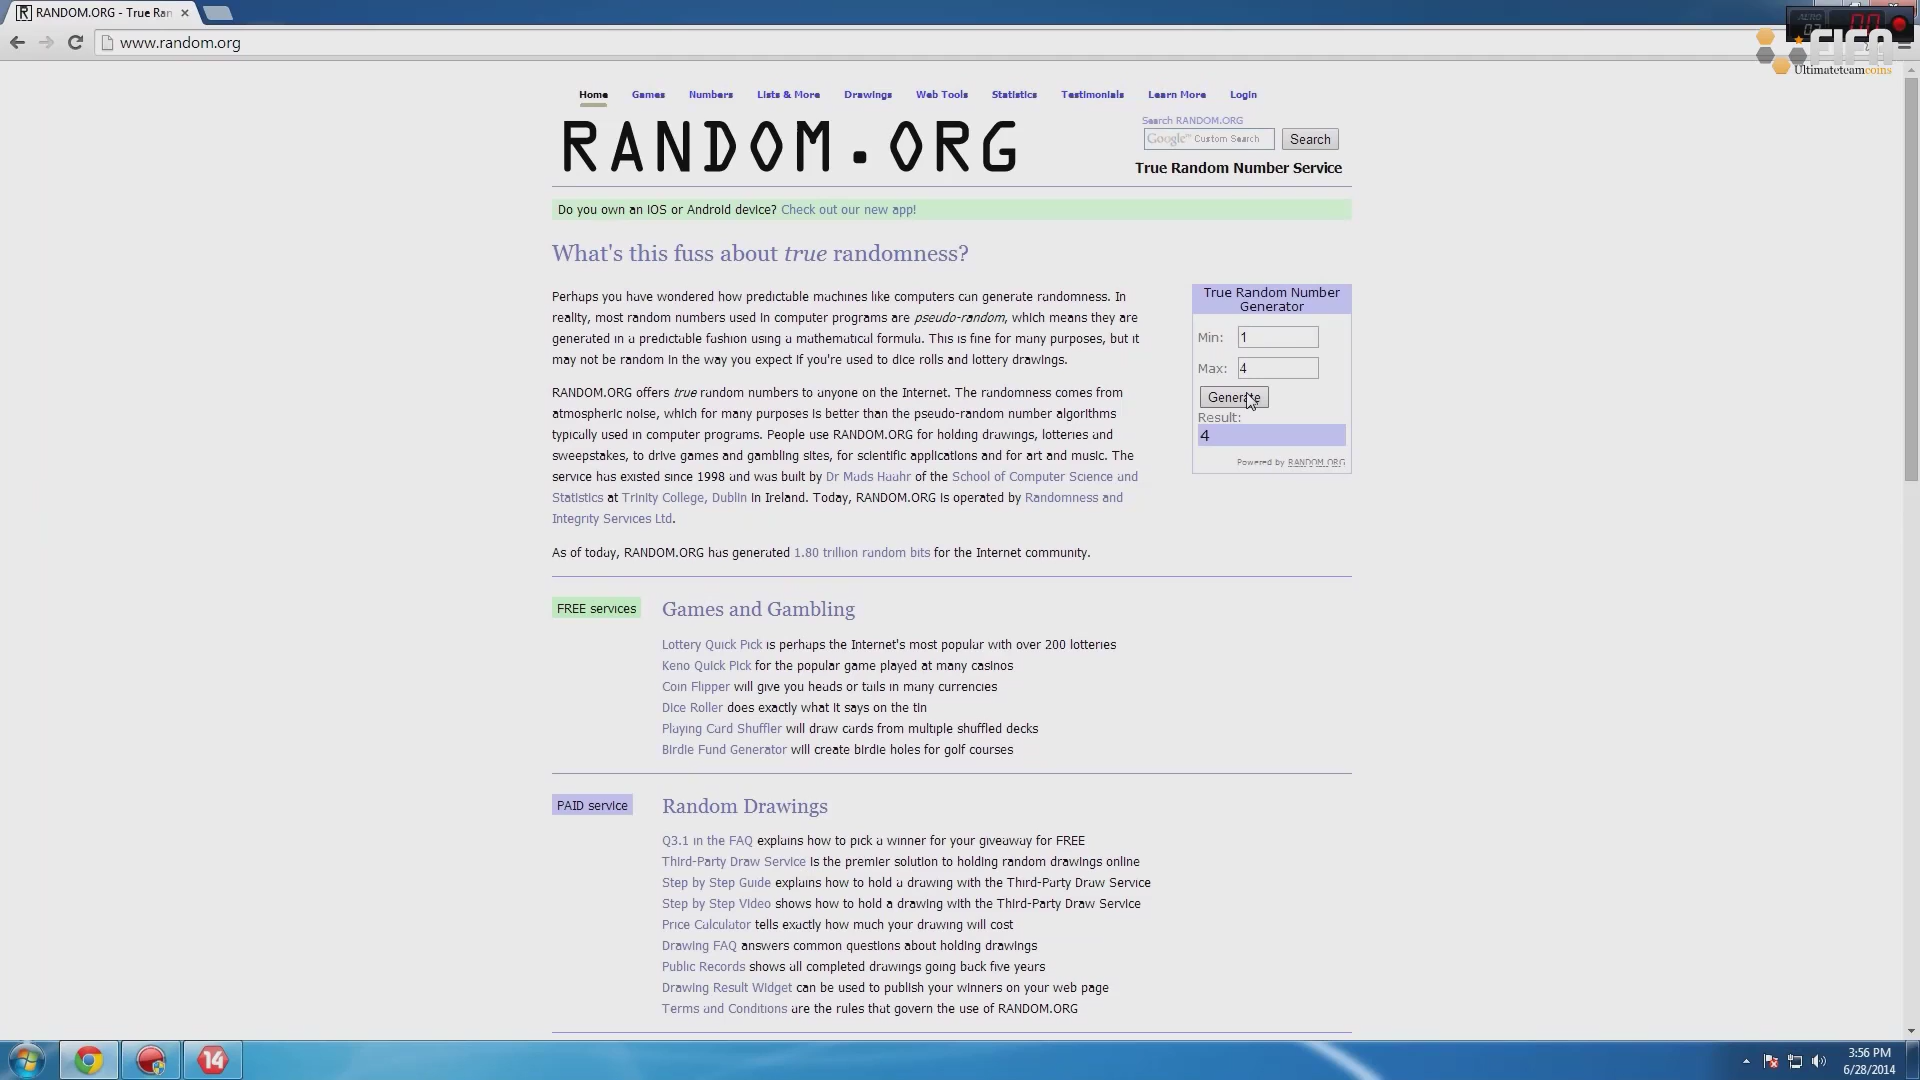 RANDOM.ORG - True Ran
www.random.org
FIFA
Ultimateteamcoins
Home Games Numbers Lists & More Drawings Web Tools Statistics Testimonials Learn More Login
RANDOM.ORG
Search RANDOM.ORG
Google™ Custom Search Search
True Random Number Service
Do you own an iOS or Android device? Check out our new app!
What's this fuss about true randomness?
Perhaps you have wondered how predictable machines like computers can generate randomness. In
reality, most random numbers used in computer programs are pseudo-random, which means they are
generated in a predictable fashion using a mathematical formula. This is fine for many purposes, but it
may not be random in the way you expect if you're used to dice rolls and lottery drawings.
RANDOM.ORG offers true random numbers to anyone on the Internet. The randomness comes from
atmospheric noise, which for many purposes is better than the pseudo-random number algorithms
typically used in computer programs. People use RANDOM.ORG for holding drawings, lotteries and
sweepstakes, to drive games and gambling sites, for scientific applications and for art and music. The
service has existed since 1998 and was built by Dr Mads Haahr of the School of Computer Science and
Statistics at Trinity College, Dublin in Ireland. Today, RANDOM.ORG is operated by Randomness and
Integrity Services Ltd.
As of today, RANDOM.ORG has generated 1.80 trillion random bits for the Internet community.
True Random Number
Generator
Min: 1
Max: 4
Generate
Result:
4
Powered by RANDOM.ORG
FREE services
Games and Gambling
Lottery Quick Pick is perhaps the Internet's most popular with over 200 lotteries
Keno Quick Pick for the popular game played at many casinos
Coin Flipper will give you heads or tails in many currencies
Dice Roller does exactly what it says on the tin
Playing Card Shuffler will draw cards from multiple shuffled decks
Birdie Fund Generator will create birdie holes for golf courses
PAID service
Random Drawings
Q3.1 in the FAQ explains how to pick a winner for your giveaway for FREE
Third-Party Draw Service is the premier solution to holding random drawings online
Step by Step Guide explains how to hold a drawing with the Third-Party Draw Service
Step by Step Video shows how to hold a drawing with the Third-Party Draw Service
Price Calculator tells exactly how much your drawing will cost
Drawing FAQ answers common questions about holding drawings
Public Records shows all completed drawings going back five years
Drawing Result Widget can be used to publish your winners on your web page
Terms and Conditions are the rules that govern the use of RANDOM.ORG
14
3:56 PM
6/28/2014